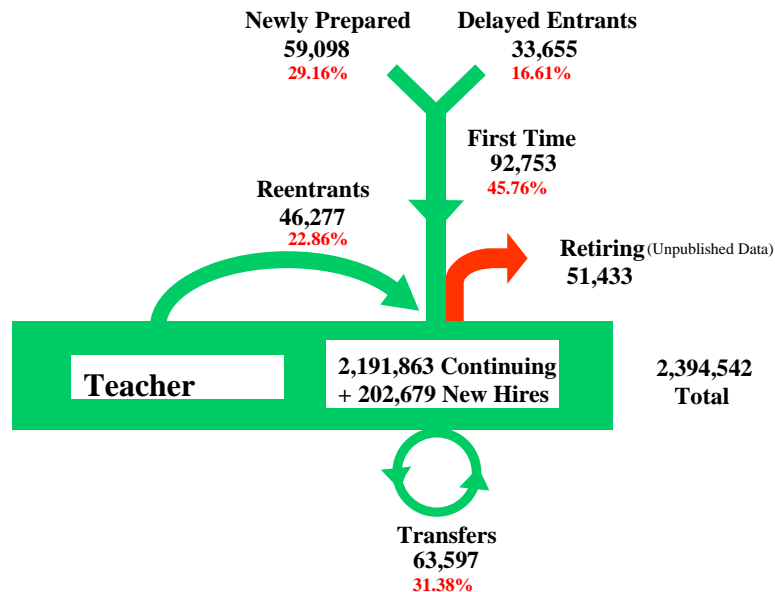 Newly Prepared
59,098
29.16%
Delayed Entrants
33,655
16.61%
First Time
92,753
45.76%
Reentrants
46,277
22.86%
Retiring (Unpublished Data)
51,433
Teacher
2,191,863 Continuing
+ 202,679 New Hires
2,394,542
Total
Transfers
63,597
31.38%